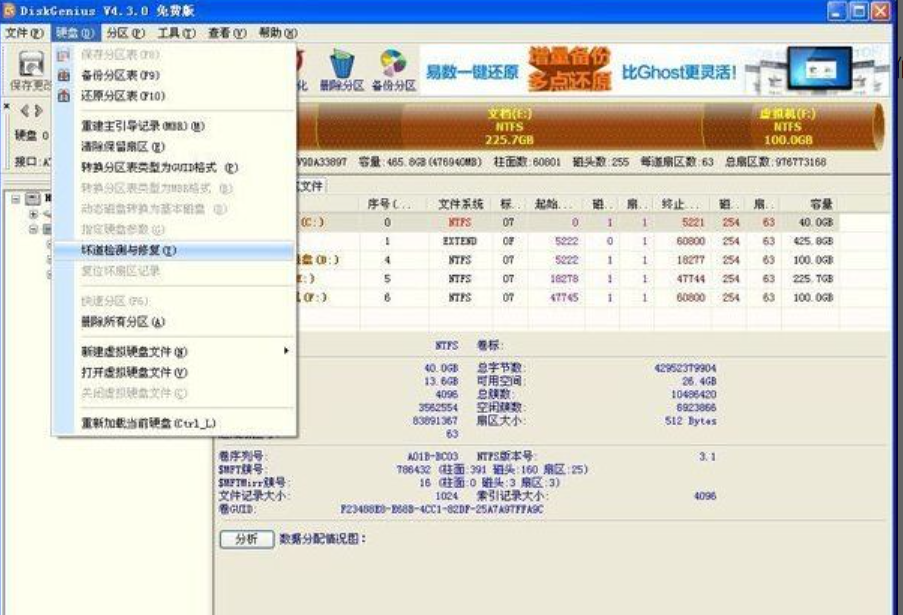 DiskGenius V4.3.0 免费版
文件(F) 硬盘(D) 分区(P) 工具(T) 查看(V) 帮助(H)
保存更改
删除分区 备份分区
易数一键还原 增量备份 多点还原 比Ghost更灵活!
保存分区表(F8)
备份分区表(F9)
还原分区表(F10)
重建主引导记录(MBR)(M)
清除保留扇区(E)
转换分区表类型为GUID格式 (P)
转换分区表类型为MBR格式
动态磁盘转换为基本磁盘
指定硬盘参数(G)
坏道检测与修复(Y)
复位坏扇区记录
快速分区(F6)
删除所有分区(A)
新建虚拟硬盘文件(N)
打开虚拟硬盘文件(V)
关闭虚拟硬盘文件(C)
重新加载当前硬盘(Ctrl_L)
硬盘 0
文档(E:)
NTFS
225.7GB
虚拟机(F:)
NTFS
100.0GB
接口:A
V9DA33897 容量:465.8GB(476940MB) 柱面数:60801 磁头数:255 每道扇区数:63 总扇区数:976773168
文件
序号(... 文件系统 标.. 起始... 磁.. 扇.. 终止... 磁.. 扇.. 容量
(C:) 0 NTFS 07 0 1 1 5221 254 63 40.0GB
1 EXTEND 0F 5222 0 1 60800 254 63 425.8GB
盘(D:) 4 NTFS 07 5222 1 1 18277 254 63 100.0GB
:) 5 NTFS 07 18278 1 1 47744 254 63 225.7GB
(F:) 6 NTFS 07 47745 1 1 60800 254 63 100.0GB
NTFS 卷标:
40.0GB 总字节数: 42952379904
13.6GB 可用空间: 26.4GB
4096 总簇数: 10486420
3562554 空闲簇数: 6923866
83891367 扇区大小: 512 Bytes
63
卷序列号: A01B-BC03 NTFS版本号: 3.1
$MFT簇号: 786432 (柱面:391 磁头:160 扇区:25)
$MFTMirr簇号: 16 (柱面:0 磁头:3 扇区:3)
文件记录大小: 1024 索引记录大小: 4096
卷GUID: F23488E8-E68B-4CC1-82DF-25A7A97FFA9C
分析 数据分配情况图: